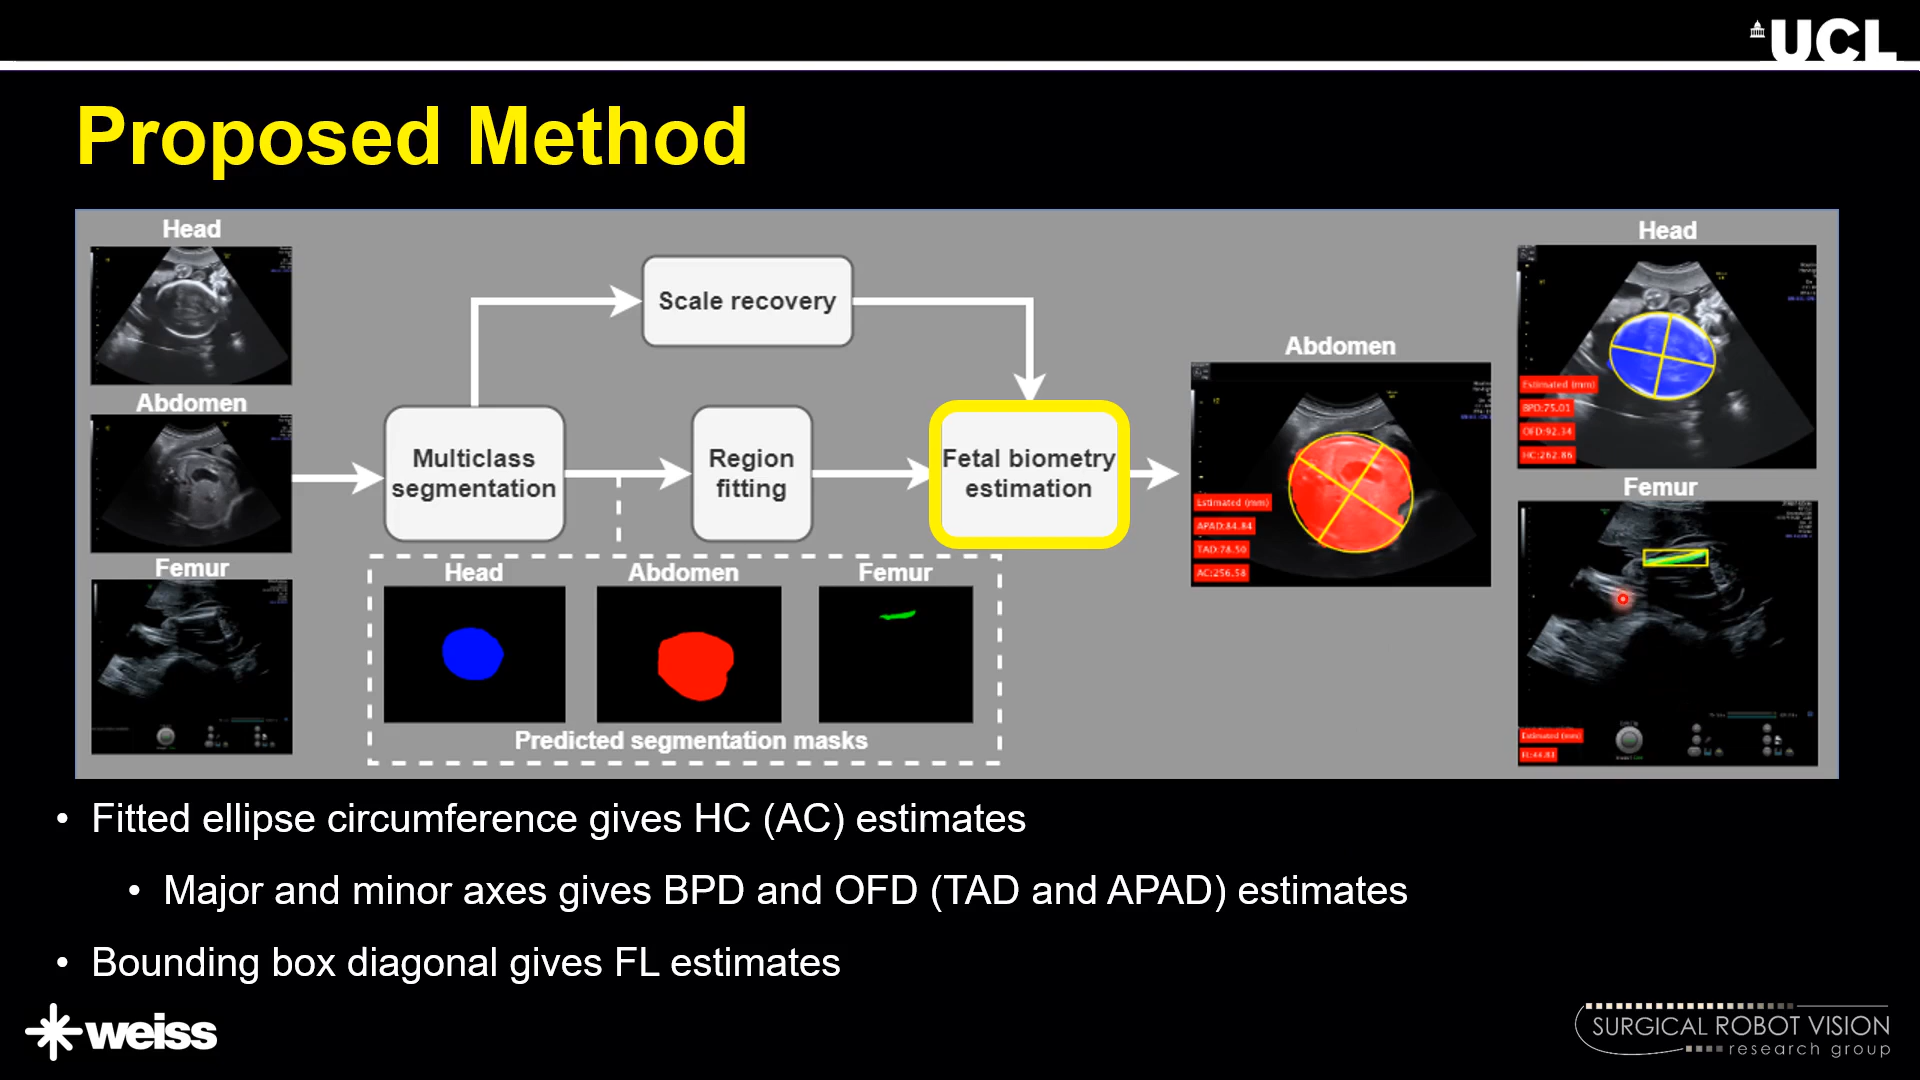 UCL
Proposed Method
Head
Abdomen
Femur
Scale recovery
Multiclass
segmentation
Region
fitting
Fetal biometry
estimation
Head
Abdomen
Femur
Predicted segmentation masks
Abdomen
Estimated (mm)
APAD:84.84
TAD:78.50
AC:256.58
Head
Estimated (mm)
BPD:75.01
OFD:92.34
HC:262.86
Femur
Estimated (mm)
FL:44.83
• Fitted ellipse circumference gives HC (AC) estimates
• Major and minor axes gives BPD and OFD (TAD and APAD) estimates
• Bounding box diagonal gives FL estimates
weiss
SURGICAL ROBOT VISION
research group